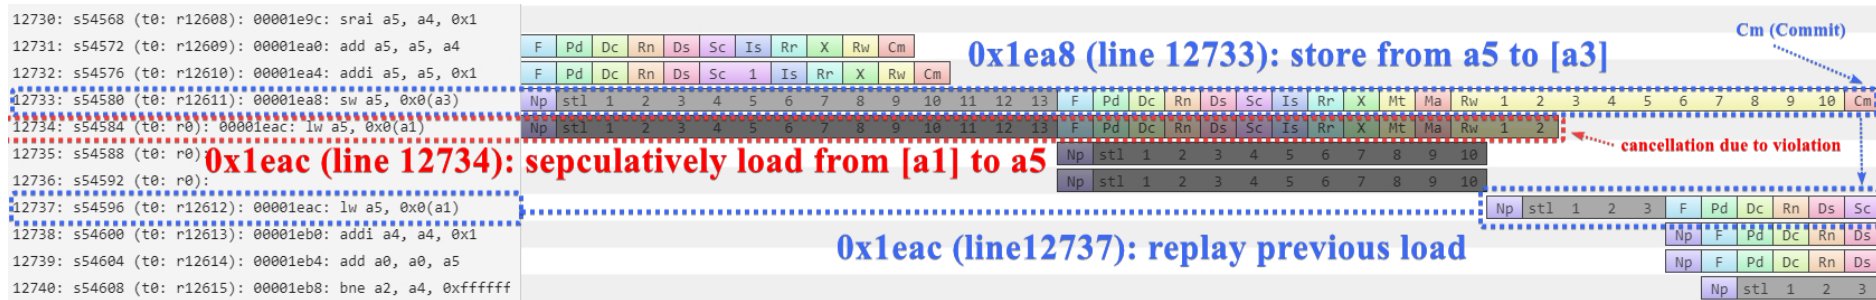 12730: s54568 (t0: r12608): 00001e9c: srai a5, a4, 0x1
12731: s54572 (t0: r12609): 00001ea0: add a5, a5, a4 F Pd Dc Rn Ds Sc Is Rr X Rw Cm
0x1ea8 (line 12733): store from a5 to [a3]
Cm (Commit)
12732: s54576 (t0: r12610): 00001ea4: addi a5, a5, 0x1 F Pd Dc Rn Ds Sc 1 Is Rr X Rw Cm
12733: s54580 (t0: r12611): 00001ea8: sw a5, 0x0(a3) Np stl 1 2 3 4 5 6 7 8 9 10 11 12 13 F Pd Dc Rn Ds Sc Is Rr X Mt Ma Rw 1 2 3 4 5 6 7 8 9 10 Cm
12734: s54584 (t0: r0): 00001eac: lw a5, 0x0(a1) Np stl 1 2 3 4 5 6 7 8 9 10 11 12 13 F Pd Dc Rn Ds Sc Is Rr X Mt Ma Rw 1 2
cancellation due to violation
12735: s54588 (t0: r0): Np stl 1 2 3 4 5 6 7 8 9 10
0x1eac (line 12734): sepculatively load from [a1] to a5
12736: s54592 (t0: r0): Np stl 1 2 3 4 5 6 7 8 9 10
12737: s54596 (t0: r12612): 00001eac: lw a5, 0x0(a1) Np stl 1 2 3 F Pd Dc Rn Ds Sc
12738: s54600 (t0: r12613): 00001eb0: addi a4, a4, 0x1 Np F Pd Dc Rn Ds
0x1eac (line12737): replay previous load
12739: s54604 (t0: r12614): 00001eb4: add a0, a0, a5 Np F Pd Dc Rn Ds
12740: s54608 (t0: r12615): 00001eb8: bne a2, a4, 0xffffff Np stl 1 2 3